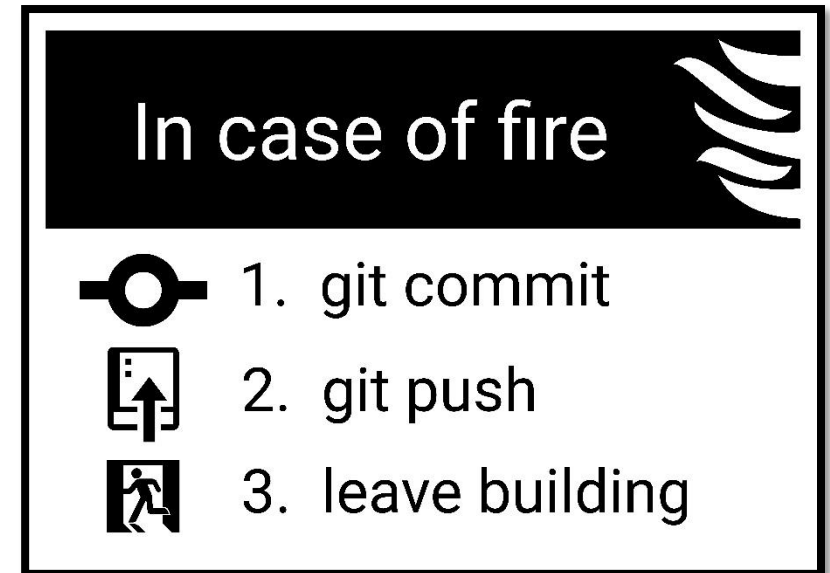 In case of fire
1. git commit
2. git push
3. leave building